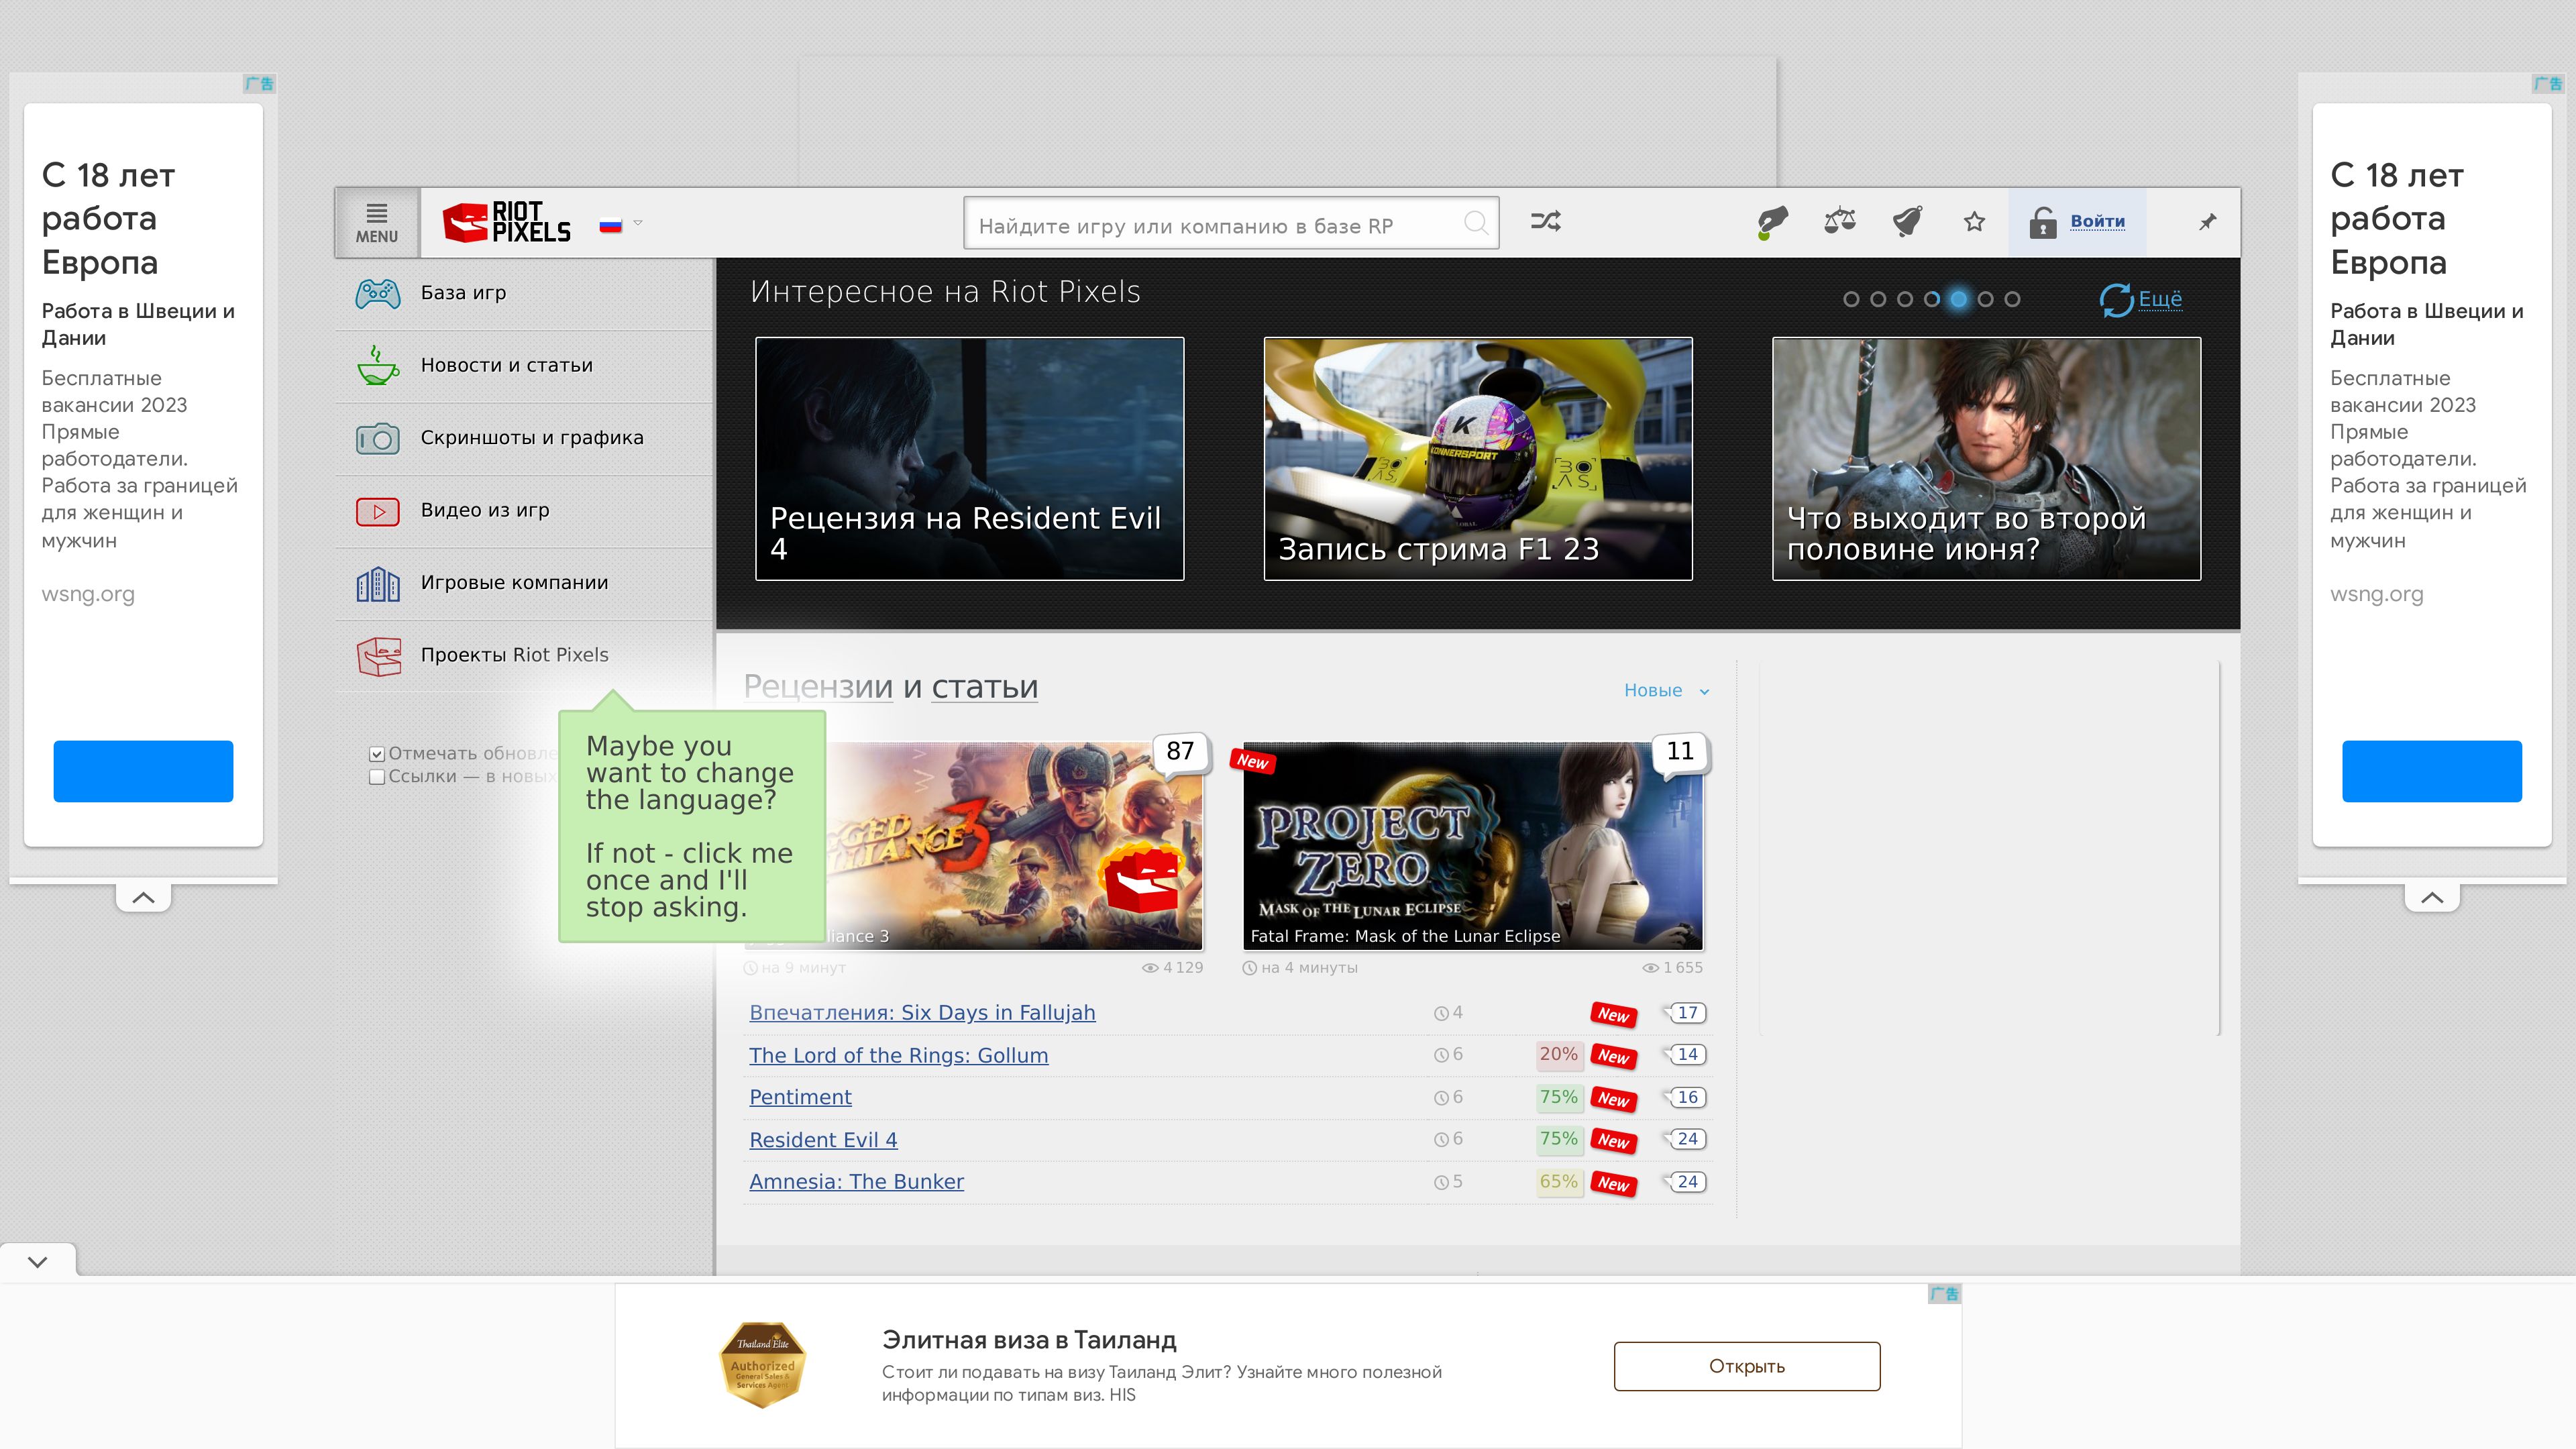 广告
广告
С 18 лет
работа
Европа
Работа в Швеции и
Дании
Бесплатные
вакансии 2023
Прямые
работодатели.
Работа за границей
для женщин и
мужчин
wsng.org
MENU
RIOT
PIXELS
Найдите игру или компанию в базе RP
Войти
База игр
Новости и статьи
Скриншоты и графика
Видео из игр
Игровые компании
Проекты Riot Pixels
Отмечать обновле
Ссылки — в новых
Maybe you
want to change
the language?
If not - click me
once and I'll
stop asking.
Интересное на Riot Pixels
Ещё
Рецензия на Resident Evil
4
KONNERSPORT
Запись стрима F1 23
Что выходит во второй
половине июня?
Рецензии и статьи
Новые
87
GGED
LLIANCE 3
liance 3
на 9 минут
4 129
New
11
PROJECT
ZERO
MASK OF THE LUNAR ECLIPSE
Fatal Frame: Mask of the Lunar Eclipse
на 4 минуты
1 655
Впечатления: Six Days in Fallujah 4 New 17
The Lord of the Rings: Gollum 6 20% New 14
Pentiment 6 75% New 16
Resident Evil 4 6 75% New 24
Amnesia: The Bunker 5 65% New 24
С 18 лет
работа
Европа
Работа в Швеции и
Дании
Бесплатные
вакансии 2023
Прямые
работодатели.
Работа за границей
для женщин и
мужчин
wsng.org
广告
Thailand Elite
Authorized
General Sales &
Services Agent
Элитная виза в Таиланд
Стоит ли подавать на визу Таиланд Элит? Узнайте много полезной
информации по типам виз. HIS
Открыть